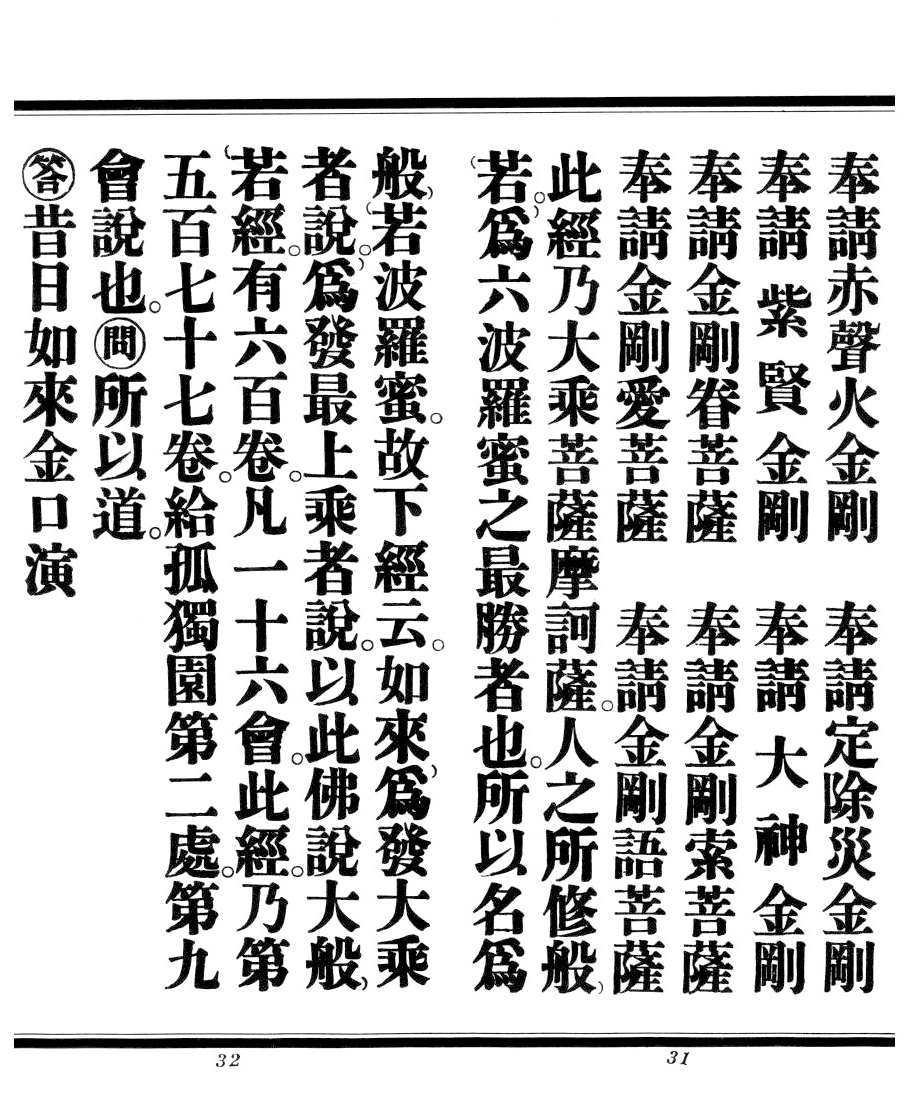 奉請赤聲火金剛　奉請定除災金剛
奉請紫賢金剛　奉請大神金剛
奉請金剛眷菩薩　奉請金剛索菩薩
奉請金剛愛菩薩　奉請金剛語菩薩
此經乃大乘菩薩摩訶薩。人之所修般
若。爲六波羅蜜之最勝者也。所以名爲
31
般若波羅蜜。故下經云。如來爲發大乘
者說。爲發最上乘者說。以此佛說大般
若經。有六百卷。凡一十六會。此經。乃第
五百七十七卷。給孤獨園第二處。第九
會說也。問所以道。
答昔日如來金口演
32